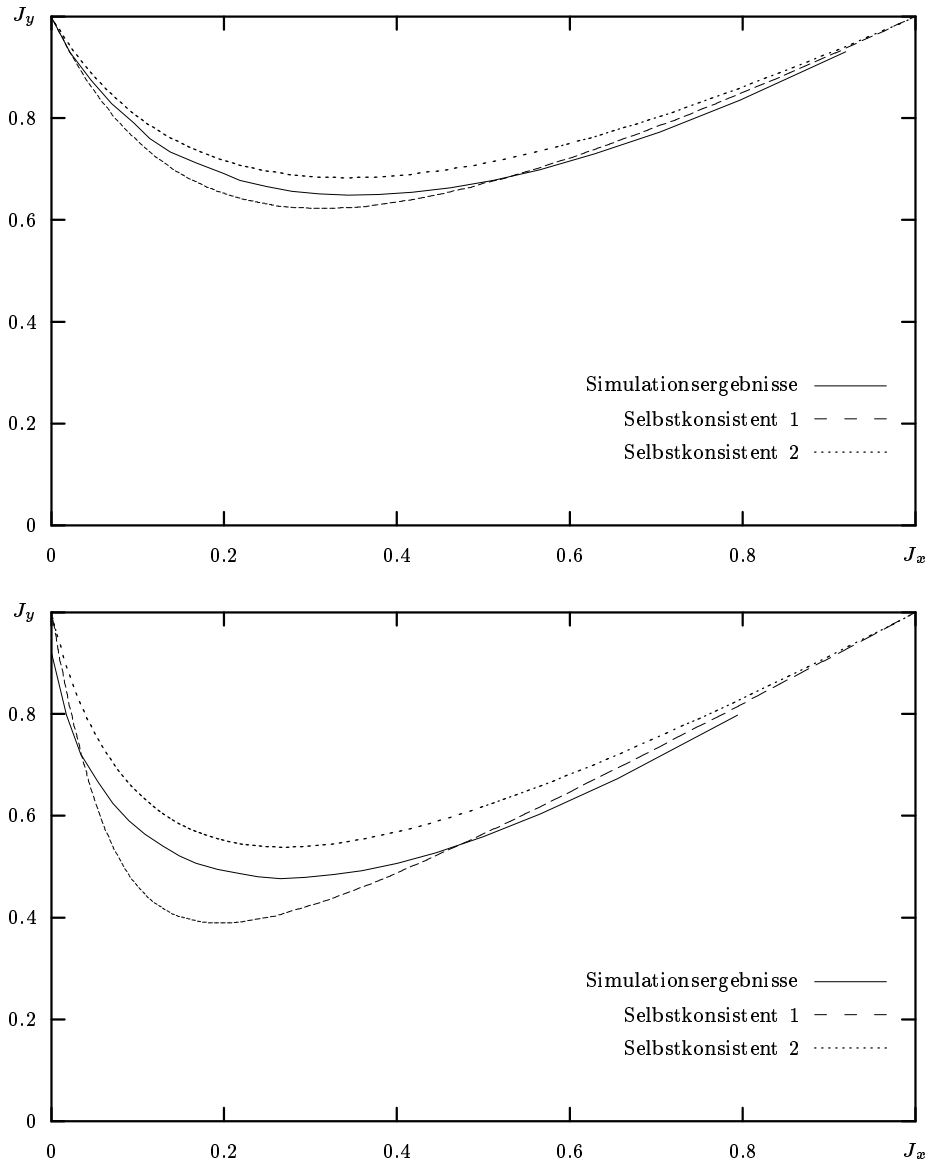 J_y
0.8
0.6
0.4
0.2
0
Simulationsergebnisse
Selbstkonsistent 1
Selbstkonsistent 2
0 0.2 0.4 0.6 0.8 J_x
J_y
0.8
0.6
0.4
0.2
0
Simulationsergebnisse
Selbstkonsistent 1
Selbstkonsistent 2
0 0.2 0.4 0.6 0.8 J_x